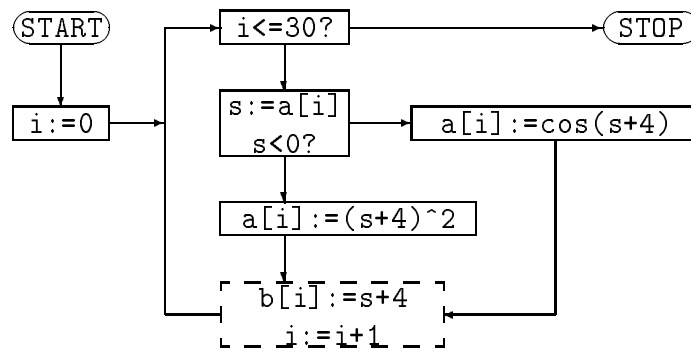 START
i<=30?
STOP
i:=0
s:=a[i]
s<0?
a[i]:=cos(s+4)
a[i]:=(s+4)^2
b[i]:=s+4
i:=i+1